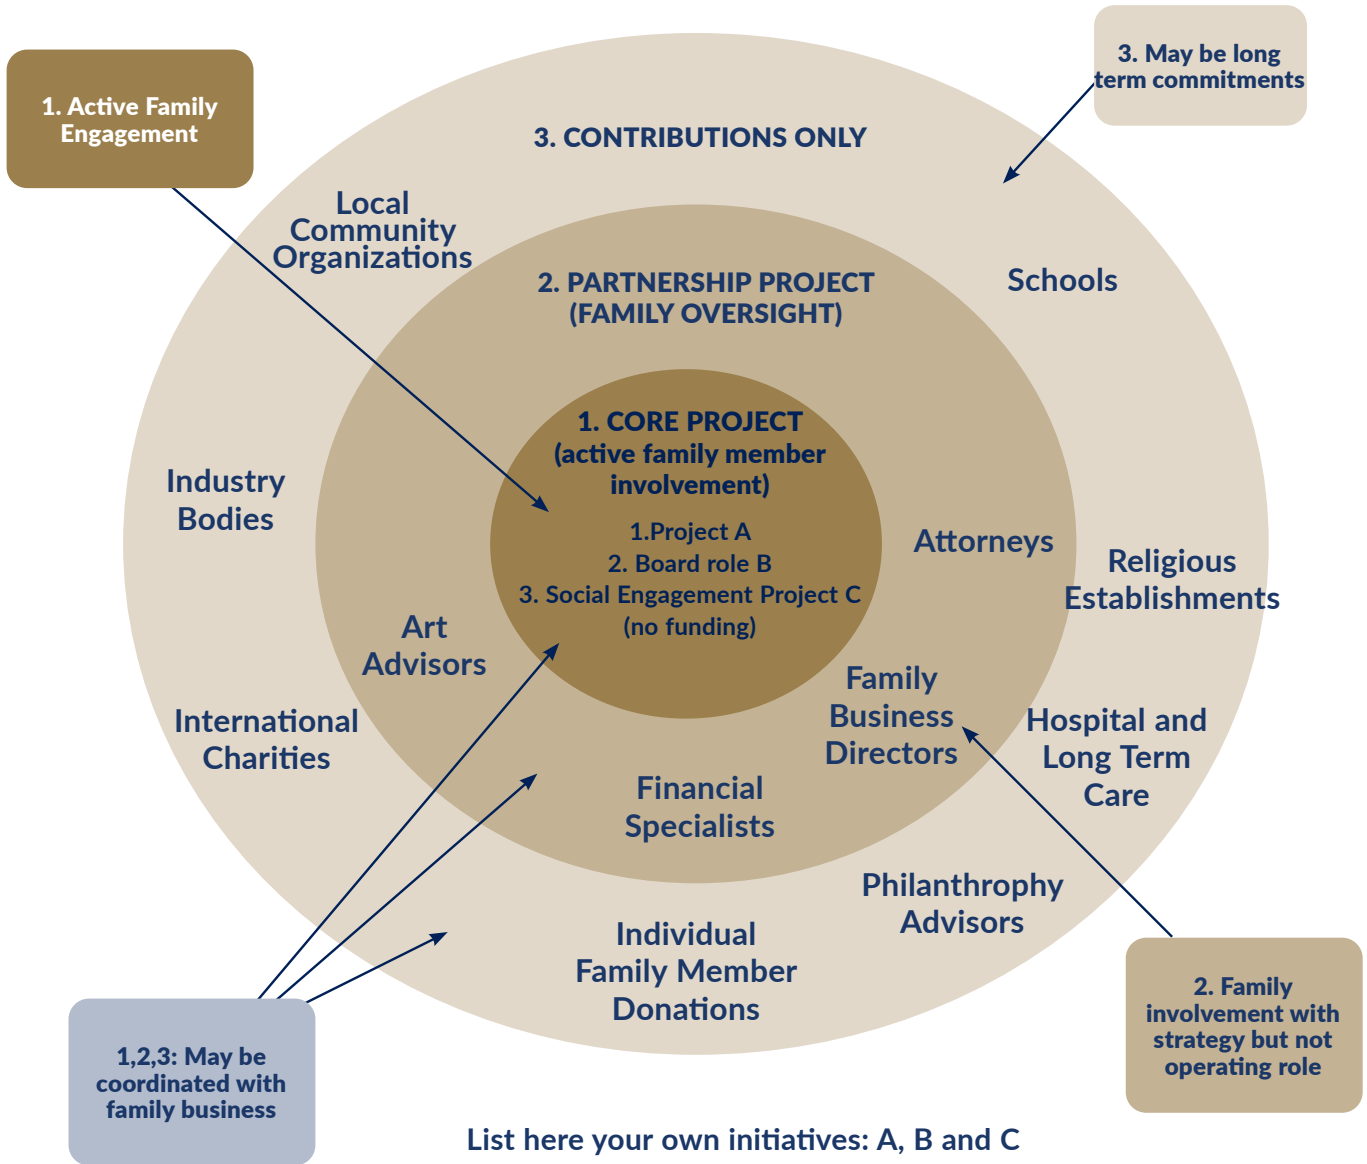 1. Active Family
Engagement
3. May be long
term commitments
3. CONTRIBUTIONS ONLY
Local
Community
Organizations
Schools
2. PARTNERSHIP PROJECT
(FAMILY OVERSIGHT)
1. CORE PROJECT
(active family member
involvement)
1.Project A
2. Board role B
3. Social Engagement Project C
(no funding)
Industry
Bodies
Attorneys
Religious
Establishments
Art
Advisors
Family
Business
Directors
International
Charities
Hospital and
Long Term
Care
Financial
Specialists
Philanthrophy
Advisors
Individual
Family Member
Donations
2. Family
involvement with
strategy but not
operating role
1,2,3: May be
coordinated with
family business
List here your own initiatives: A, B and C